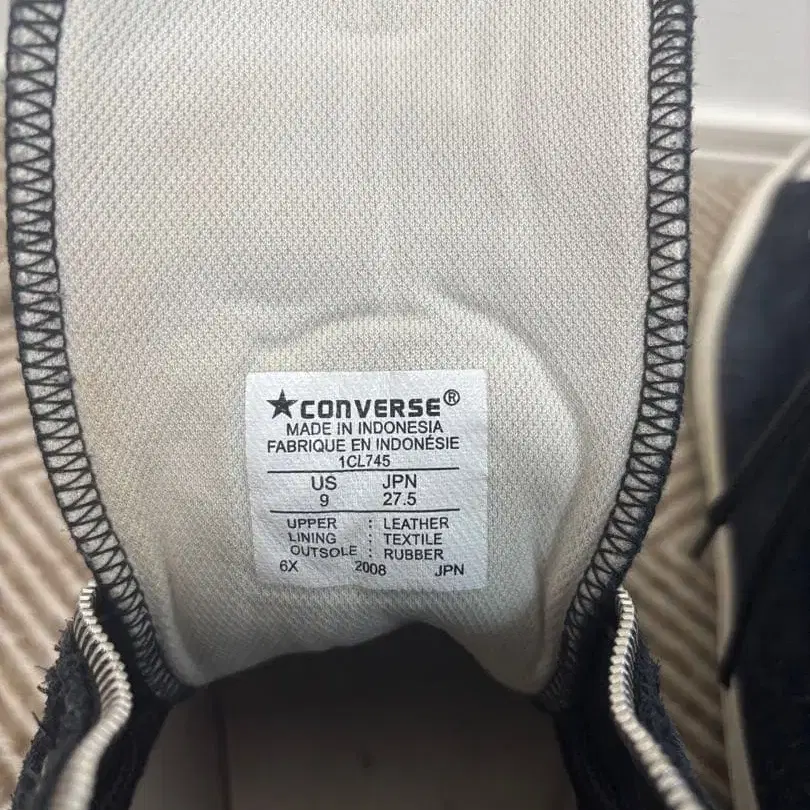 ★CONVERSE®
MADE IN INDONESIA
FABRIQUE EN INDONÉSIE
1CL745
US JPN
9 27.5
UPPER : LEATHER
LINING : TEXTILE
OUTSOLE : RUBBER
6X 2008 JPN